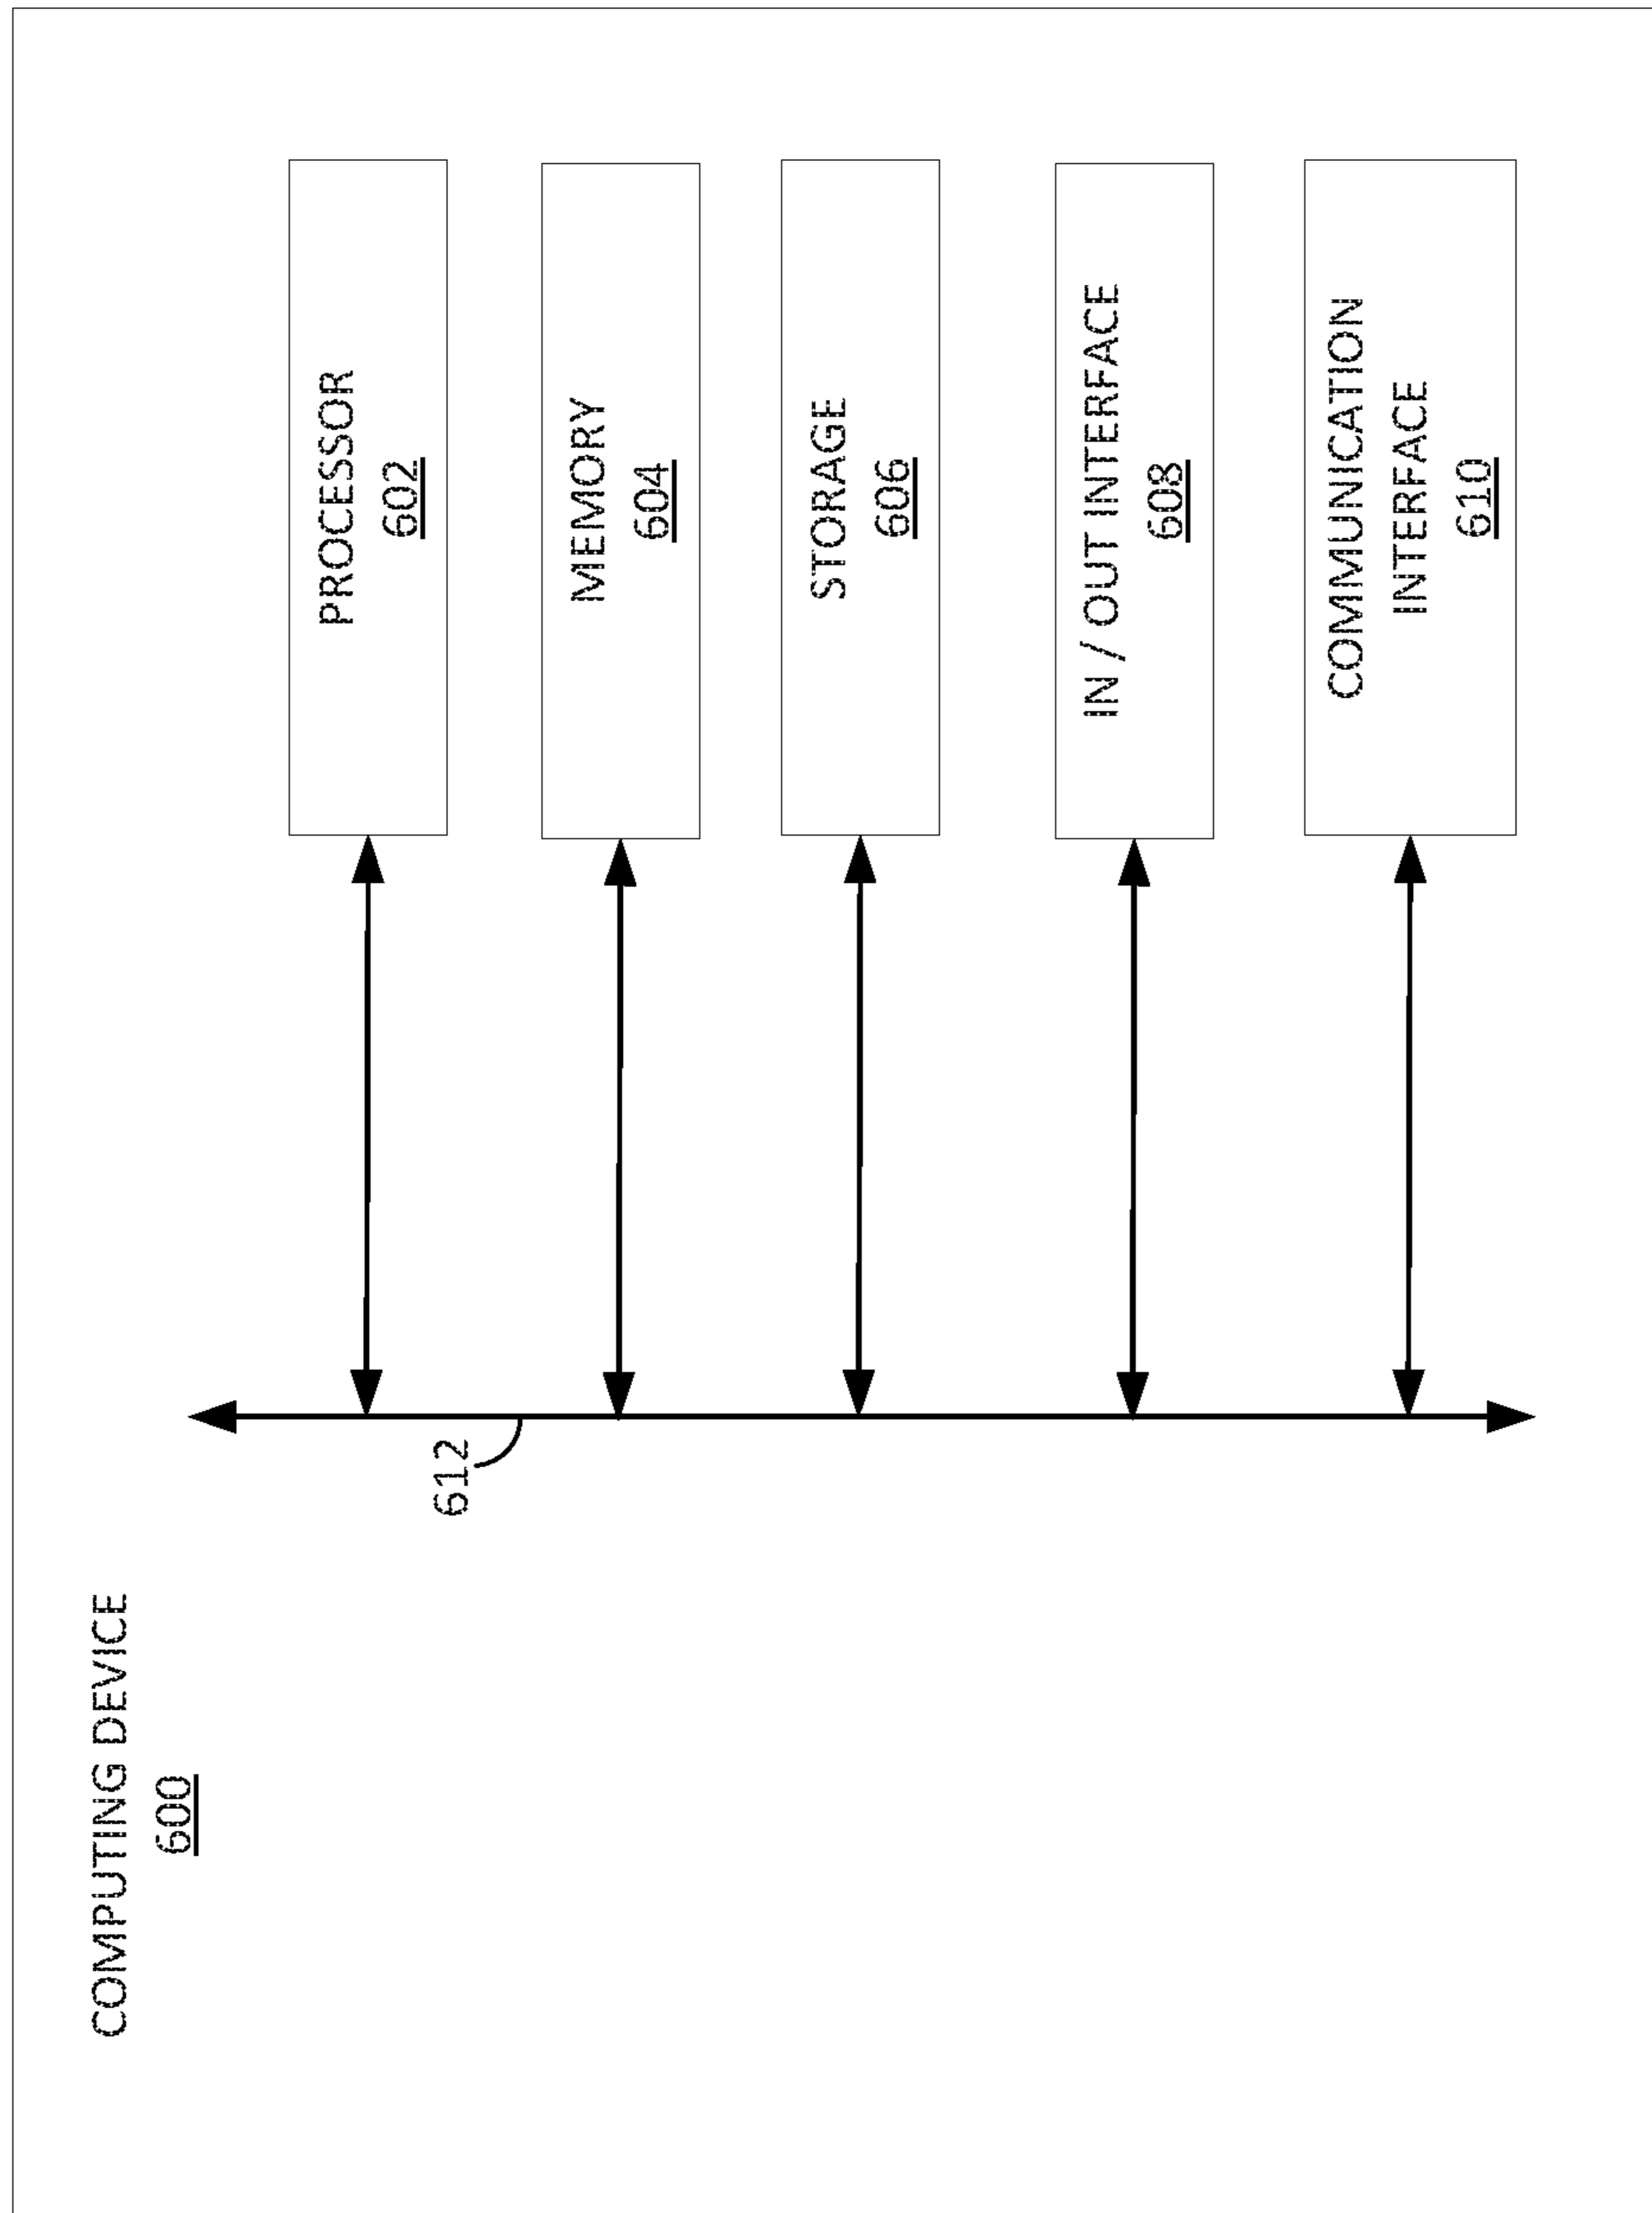 COMPUTING DEVICE
600
PROCESSOR
602
612
MEMORY
604
STORAGE
606
IN / OUT INTERFACE
608
COMMUNICATION
INTERFACE
610